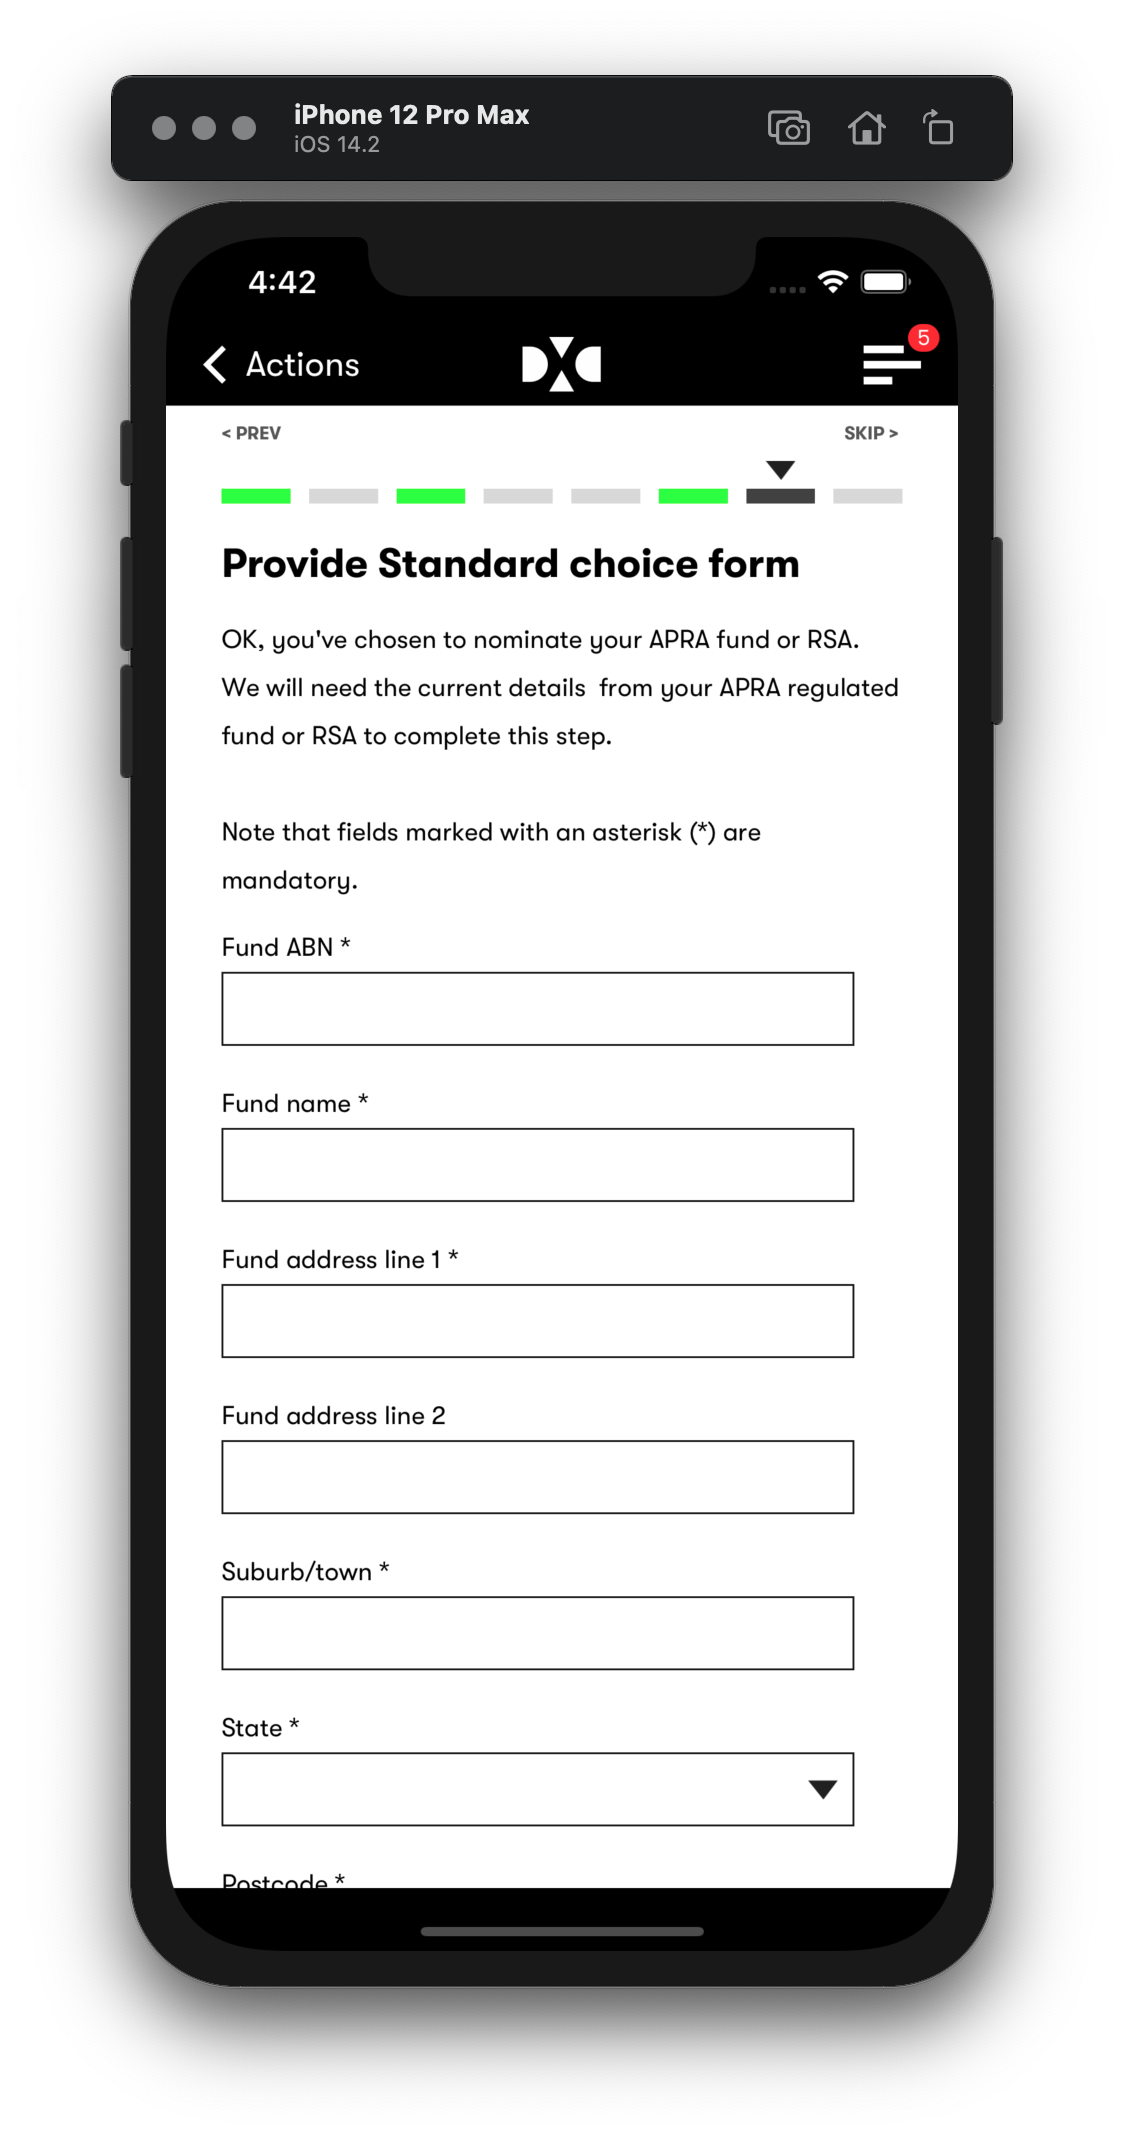 iPhone 12 Pro Max
iOS 14.2
4:42
Actions
DXC
5
< PREV
SKIP >
Provide Standard choice form
OK, you've chosen to nominate your APRA fund or RSA.
We will need the current details  from your APRA regulated
fund or RSA to complete this step.
Note that fields marked with an asterisk (*) are
mandatory.
Fund ABN *
Fund name *
Fund address line 1 *
Fund address line 2
Suburb/town *
State *
Postcode *